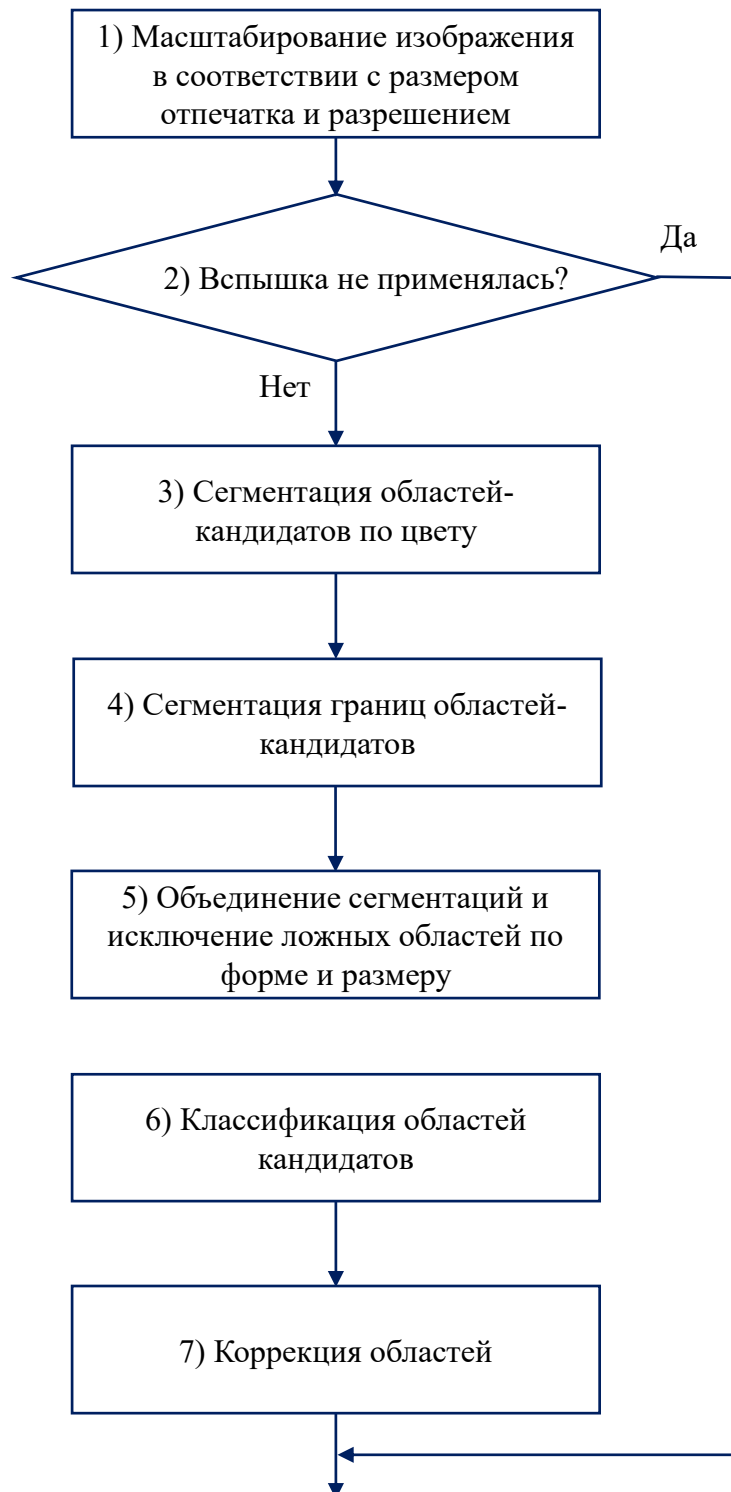 1) Масштабирование изображения
в соответствии с размером
отпечатка и разрешением
Да
2) Вспышка не применялась?
Нет
3) Сегментация областей-
кандидатов по цвету
4) Сегментация границ областей-
кандидатов
5) Объединение сегментаций и
исключение ложных областей по
форме и размеру
6) Классификация областей
кандидатов
7) Коррекция областей